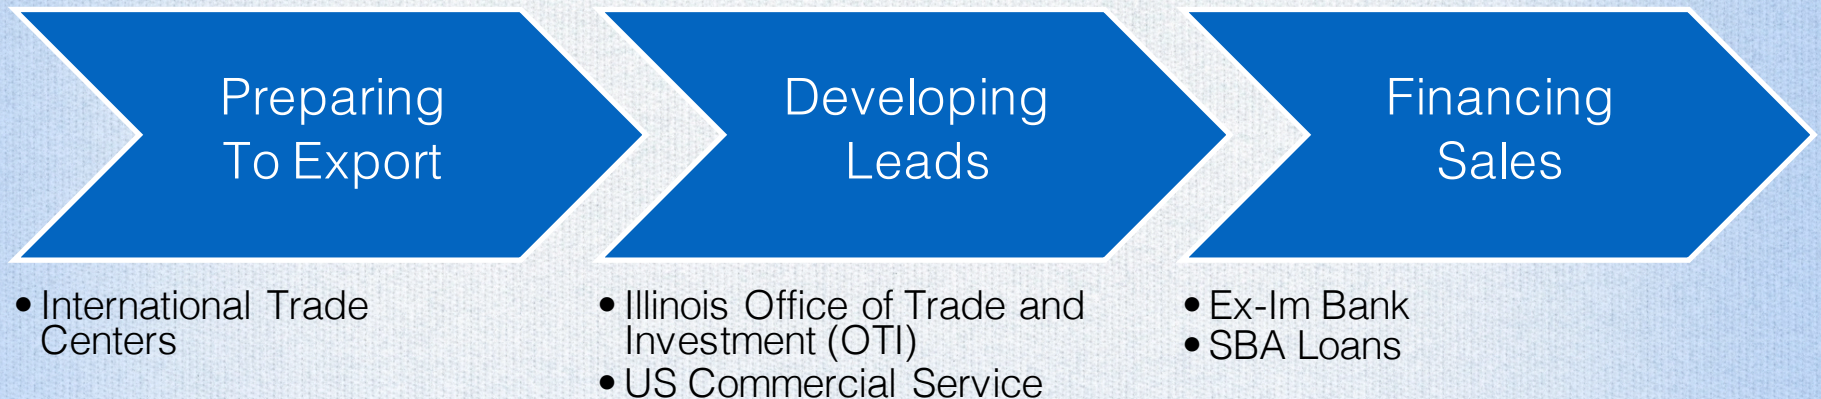 Preparing
To Export
Developing
Leads
Financing
Sales
• International Trade
Centers
• Illinois Office of Trade and
Investment (OTI)
• US Commercial Service
• Ex-Im Bank
• SBA Loans